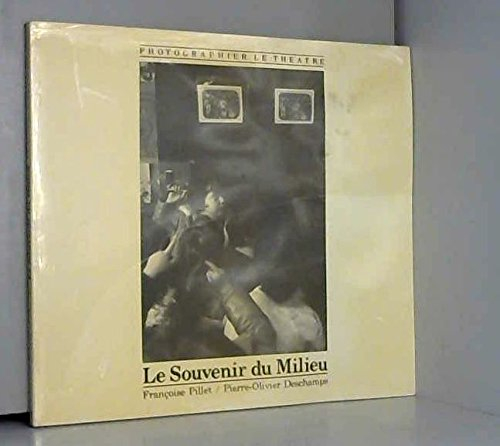 PHOTOGRAPHIER LE THEATRE
Le Souvenir du Milieu
Françoise Pillet / Pierre-Olivier Deschamps